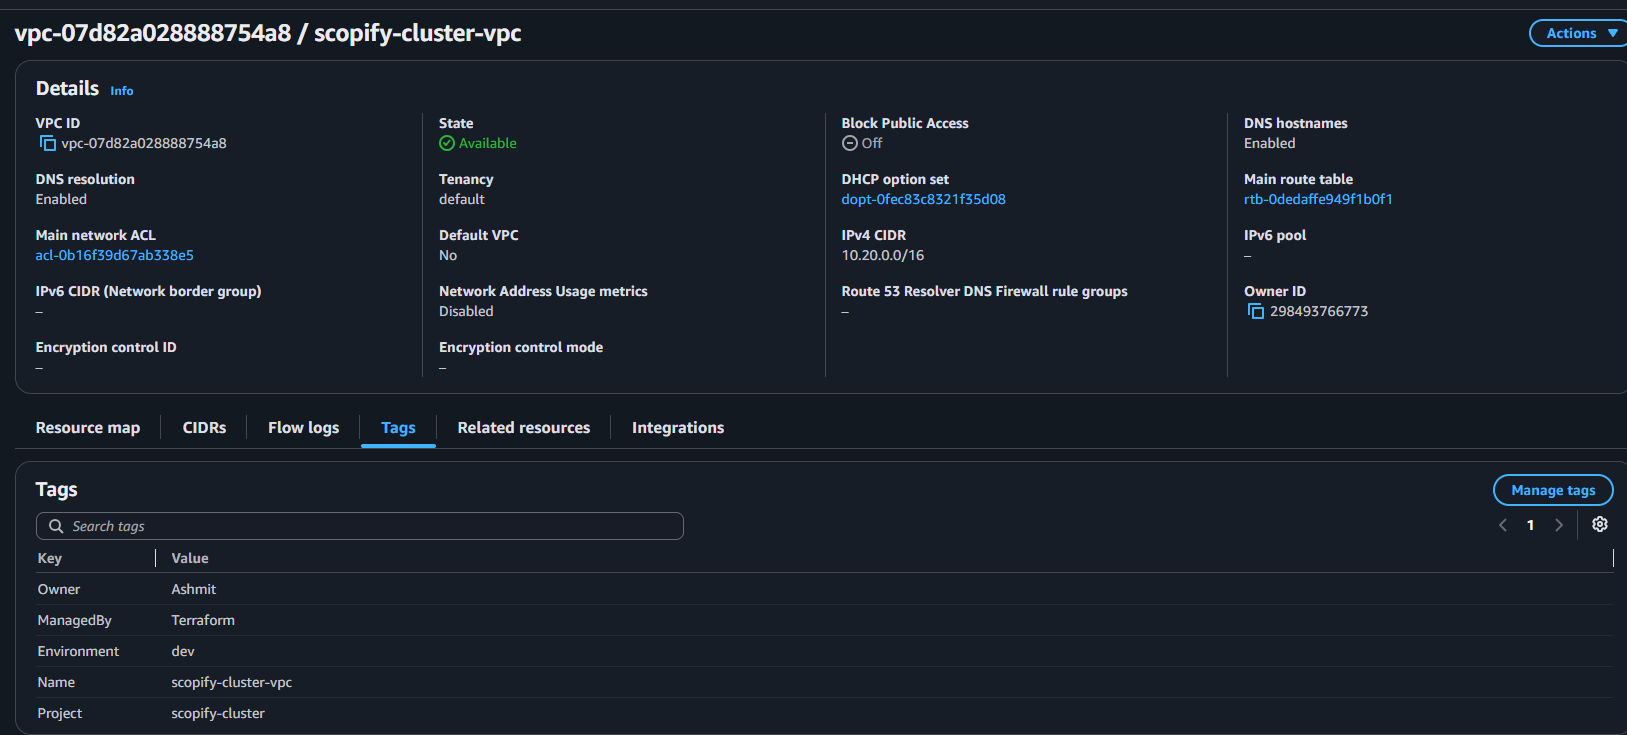 vpc-07d82a028888754a8 / scopify-cluster-vpc
Actions
Details Info
VPC ID
vpc-07d82a028888754a8
State
Available
Block Public Access
Off
DNS hostnames
Enabled
DNS resolution
Enabled
Tenancy
default
DHCP option set
dopt-0fec83c8321f35d08
Main route table
rtb-0dedaffe949f1b0f1
Main network ACL
acl-0b16f39d67ab338e5
Default VPC
No
IPv4 CIDR
10.20.0.0/16
IPv6 pool
–
IPv6 CIDR (Network border group)
–
Network Address Usage metrics
Disabled
Route 53 Resolver DNS Firewall rule groups
–
Owner ID
298493766773
Encryption control ID
–
Encryption control mode
–
Resource map CIDRs Flow logs Tags Related resources Integrations
Tags
Manage tags
Search tags
1
Key Value
Owner Ashmit
ManagedBy Terraform
Environment dev
Name scopify-cluster-vpc
Project scopify-cluster